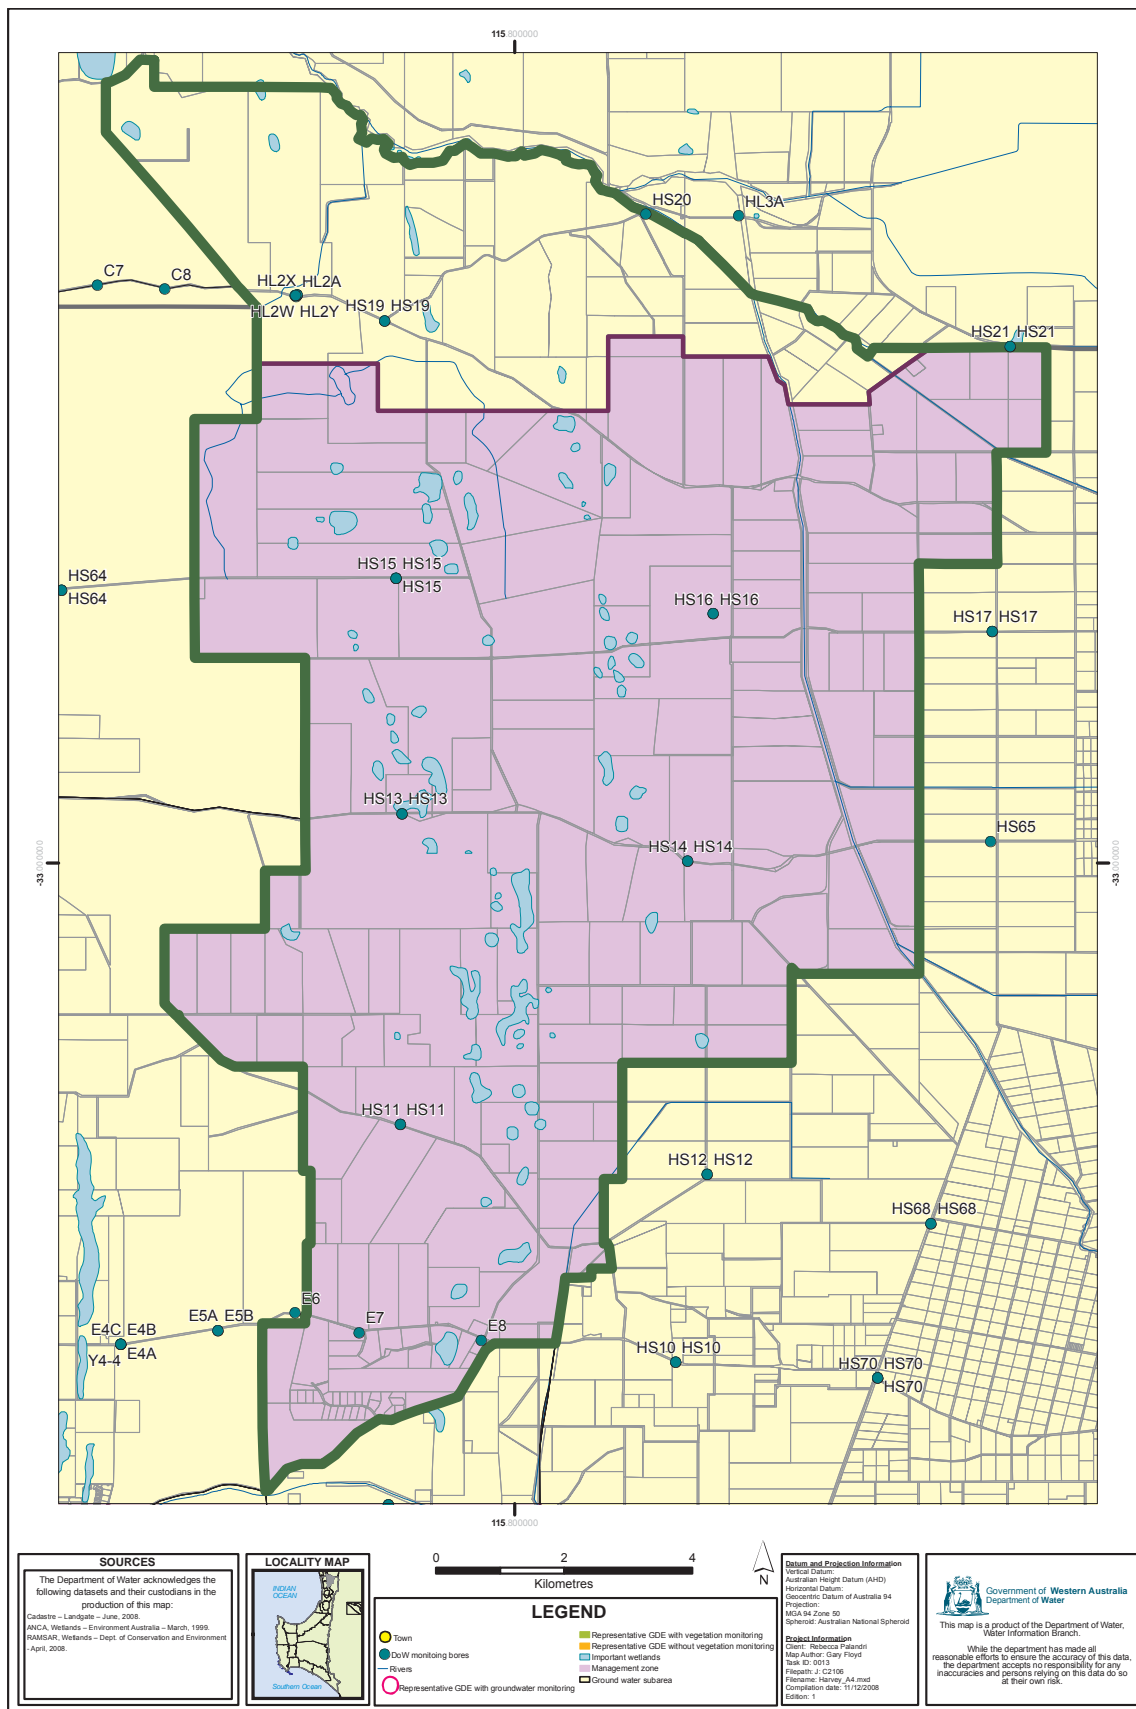 115.800000
HS20
HL3A
C7
C8
HL2X HL2A
HL2W HL2Y
HS19 HS19
HS21 HS21
HS15 HS15
HS15
HS64
HS64
HS16 HS16
HS17 HS17
HS13 HS13
HS14 HS14
HS65
-33.000000
-33.000000
HS11 HS11
HS12 HS12
HS68 HS68
E6
E5A E5B
E7
E8
E4C E4B
Y4-4 E4A
HS10 HS10
HS70 HS70
HS70
115.800000
SOURCES
The Department of Water acknowledges the
following datasets and their custodians in the
production of this map:
Cadastre – Landgate – June, 2008.
ANCA, Wetlands – Environment Australia – March, 1999.
RAMSAR, Wetlands – Dept. of Conservation and Environment
- April, 2008.
LOCALITY MAP
INDIAN
OCEAN
Southern Ocean
0 2 4
Kilometres
N
LEGEND
Town
DoW monitoing bores
Rivers
Representative GDE with groundwater monitoring
Representative GDE with vegetation monitoring
Representative GDE without vegetation monitoring
Important wetlands
Management zone
Ground water subarea
Datum and Projection Information
Vertical Datum:
Australian Height Datum (AHD)
Horizontal Datum:
Geocentric Datum of Australia 94
Projection:
MGA 94 Zone 50
Spheroid: Australian National Spheroid
Project Information
Client: Rebecca Palandri
Map Author: Gary Floyd
Task ID: 0013
Filepath: J: C2106
Filename: Harvey_A4.mxd
Compilation date: 11/12/2008
Edition: 1
Government of Western Australia
Department of Water
This map is a product of the Department of Water,
Water Information Branch.
While the department has made all
reasonable efforts to ensure the accuracy of this data,
the department accepts no responsibility for any
inaccuracies and persons relying on this data do so
at their own risk.